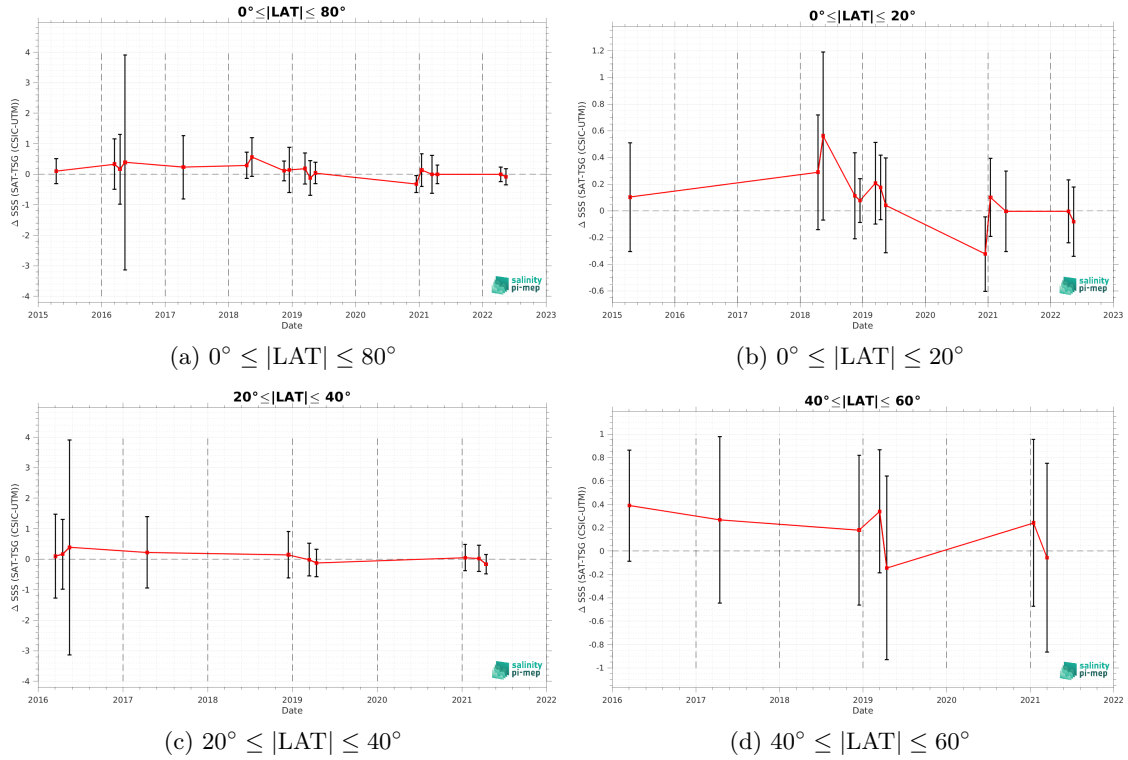 0°≤|LAT|≤ 80°
Δ SSS (SAT-TSG (CSIC-UTM))
4
3
2
1
0
-1
-2
-3
-4
2015 2016 2017 2018 2019 2020 2021 2022 2023
Date
salinity
pi-mep
(a) 0° ≤ |LAT| ≤ 80°
0°≤|LAT|≤ 20°
Δ SSS (SAT-TSG (CSIC-UTM))
1.2
1
0.8
0.6
0.4
0.2
0
-0.2
-0.4
-0.6
2015 2016 2017 2018 2019 2020 2021 2022 2023
Date
salinity
pi-mep
(b) 0° ≤ |LAT| ≤ 20°
20°≤|LAT|≤ 40°
Δ SSS (SAT-TSG (CSIC-UTM))
4
3
2
1
0
-1
-2
-3
-4
2016 2017 2018 2019 2020 2021 2022
Date
salinity
pi-mep
(c) 20° ≤ |LAT| ≤ 40°
40°≤|LAT|≤ 60°
Δ SSS (SAT-TSG (CSIC-UTM))
1
0.8
0.6
0.4
0.2
0
-0.2
-0.4
-0.6
-0.8
-1
2016 2017 2018 2019 2020 2021 2022
Date
salinity
pi-mep
(d) 40° ≤ |LAT| ≤ 60°